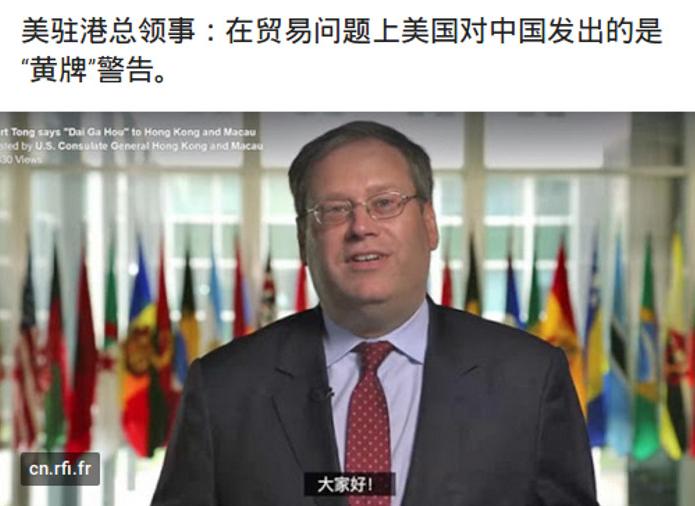 美驻港总领事：在贸易问题上美国对中国发出的是
“黄牌”警告。
rt Tong says "Dai Ga Hou" to Hong Kong and Macau
sted by U.S. Consulate General Hong Kong and Macau
30 Views
cn.rfi.fr
大家好！